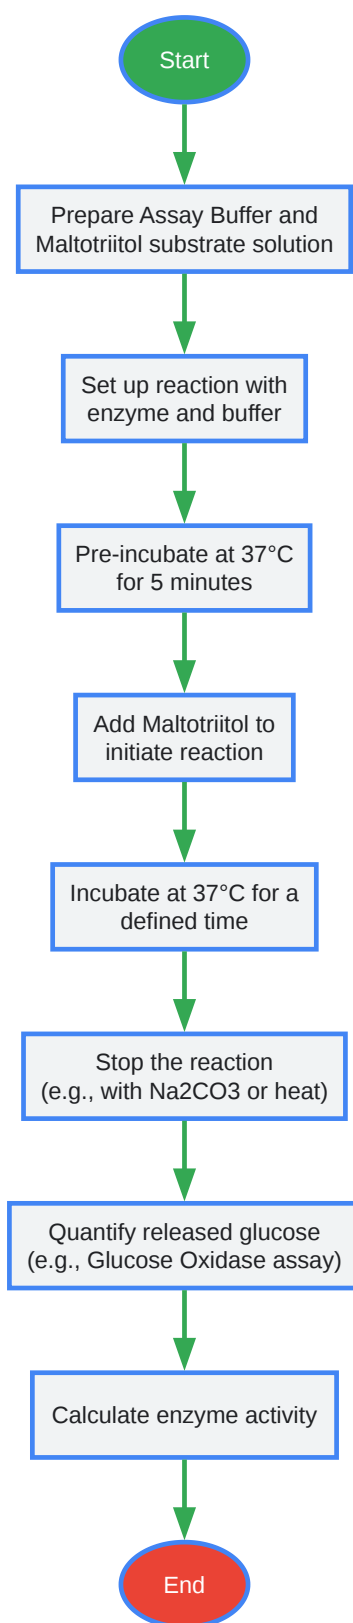 Start
Prepare Assay Buffer and
Maltotriitol substrate solution
Set up reaction with
enzyme and buffer
Pre-incubate at 37°C
for 5 minutes
Add Maltotriitol to
initiate reaction
Incubate at 37°C for a
defined time
Stop the reaction
(e.g., with Na2CO3 or heat)
Quantify released glucose
(e.g., Glucose Oxidase assay)
Calculate enzyme activity
End